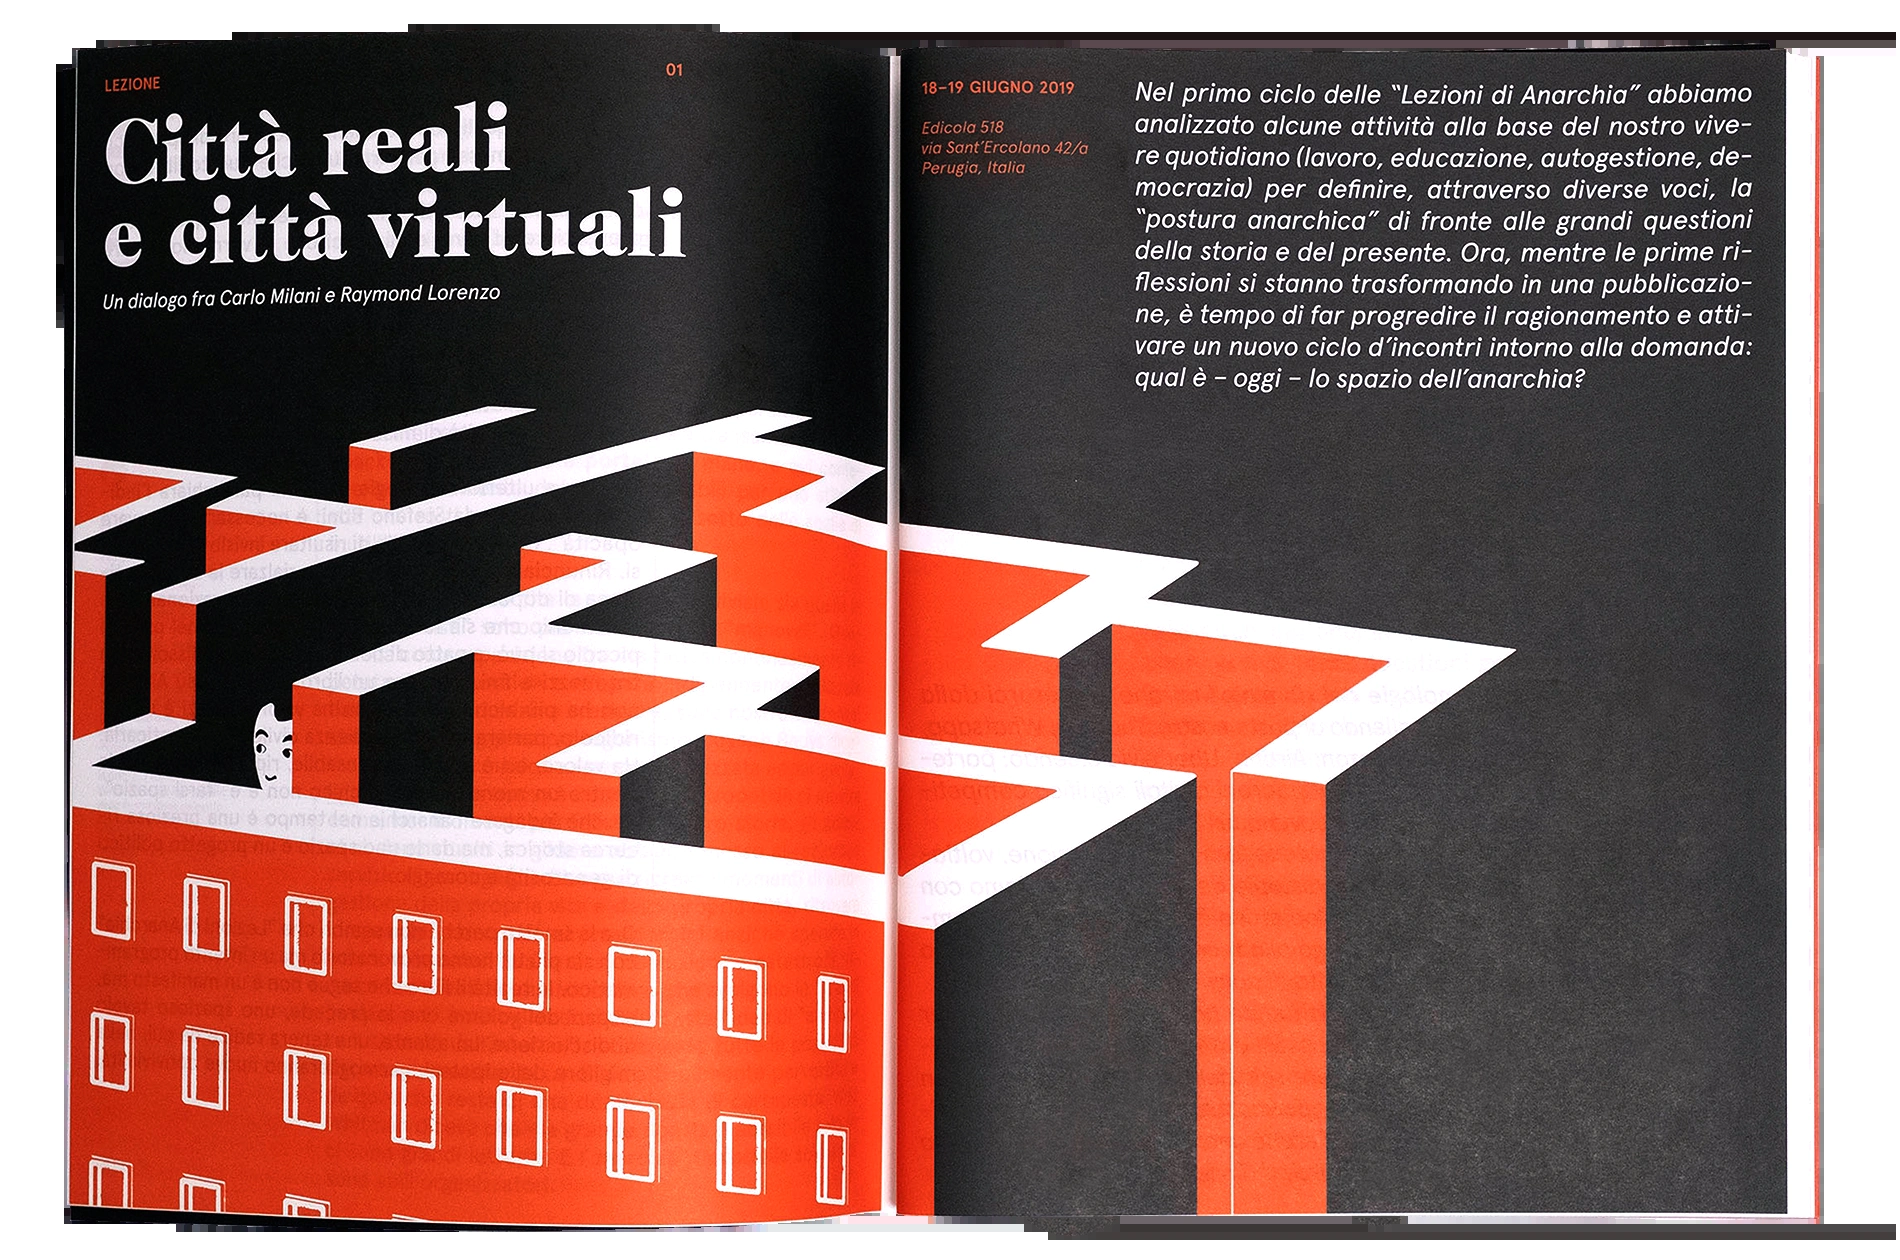 LEZIONE
01
Città reali
e città virtuali
Un dialogo fra Carlo Milani e Raymond Lorenzo
18–19 GIUGNO 2019
Edicola 518
via Sant'Ercolano 42/a
Perugia, Italia
Nel primo ciclo delle “Lezioni di Anarchia” abbiamo
analizzato alcune attività alla base del nostro vive-
re quotidiano (lavoro, educazione, autogestione, de-
mocrazia) per definire, attraverso diverse voci, la
“postura anarchica” di fronte alle grandi questioni
della storia e del presente. Ora, mentre le prime ri-
flessioni si stanno trasformando in una pubblicazio-
ne, è tempo di far progredire il ragionamento e atti-
vare un nuovo ciclo d’incontri intorno alla domanda:
qual è – oggi – lo spazio dell’anarchia?